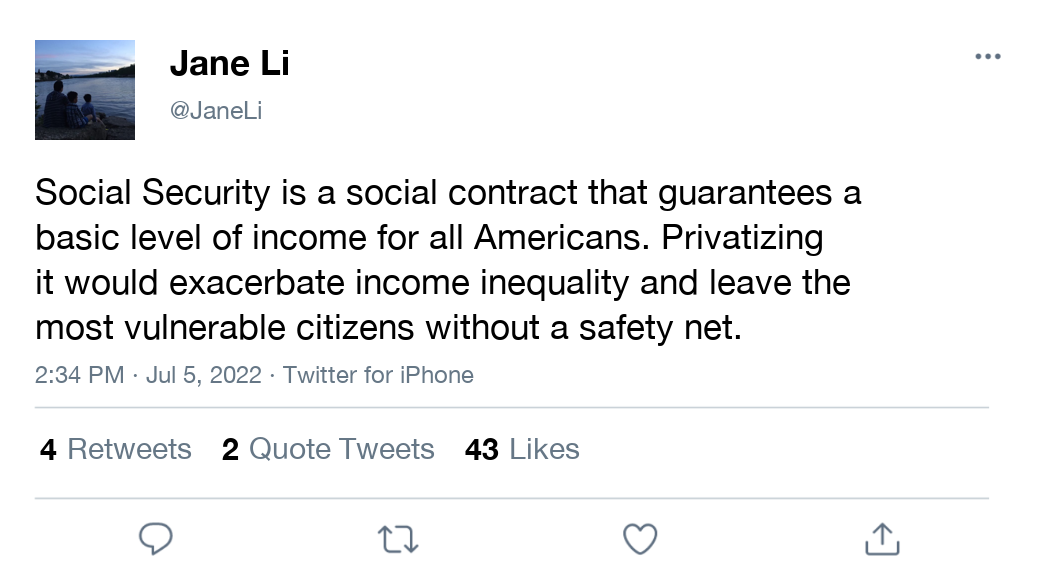 Jane Li
@JaneLi
Social Security is a social contract that guarantees a
basic level of income for all Americans. Privatizing
it would exacerbate income inequality and leave the
most vulnerable citizens without a safety net.
2:34 PM · Jul 5, 2022 · Twitter for iPhone
4 Retweets 2 Quote Tweets 43 Likes